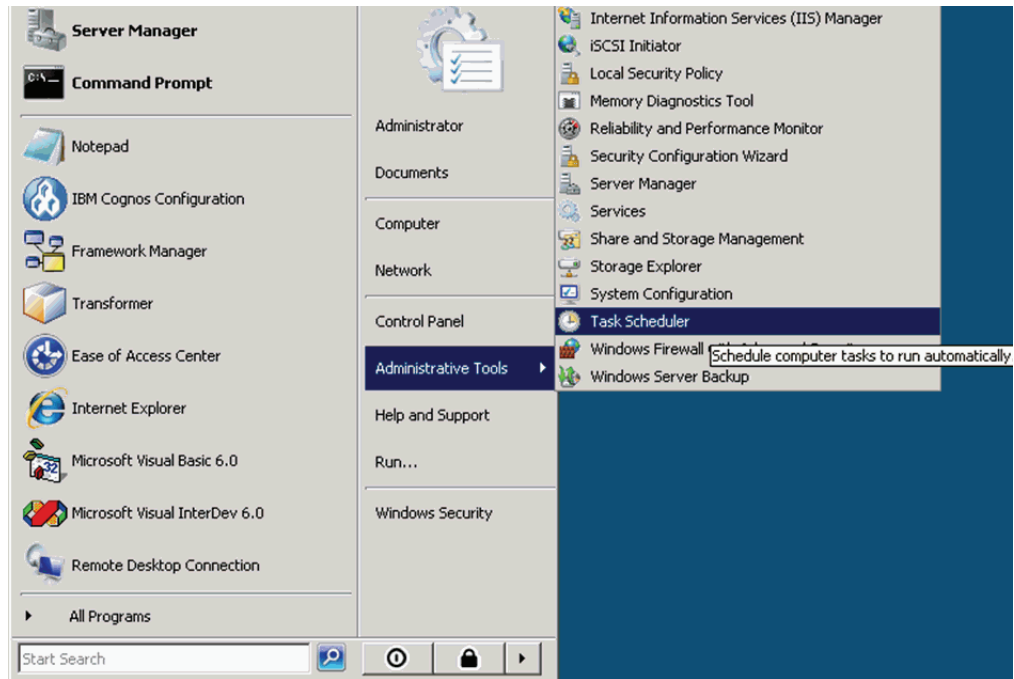 Server Manager
Command Prompt
Notepad
IBM Cognos Configuration
Framework Manager
Transformer
Ease of Access Center
Internet Explorer
Microsoft Visual Basic 6.0
Microsoft Visual InterDev 6.0
Remote Desktop Connection
All Programs
Start Search
Administrator
Documents
Computer
Network
Control Panel
Administrative Tools
Help and Support
Run...
Windows Security
Internet Information Services (IIS) Manager
iSCSI Initiator
Local Security Policy
Memory Diagnostics Tool
Reliability and Performance Monitor
Security Configuration Wizard
Server Manager
Services
Share and Storage Management
Storage Explorer
System Configuration
Task Scheduler
Windows Firewall
Schedule computer tasks to run automatically.
Windows Server Backup